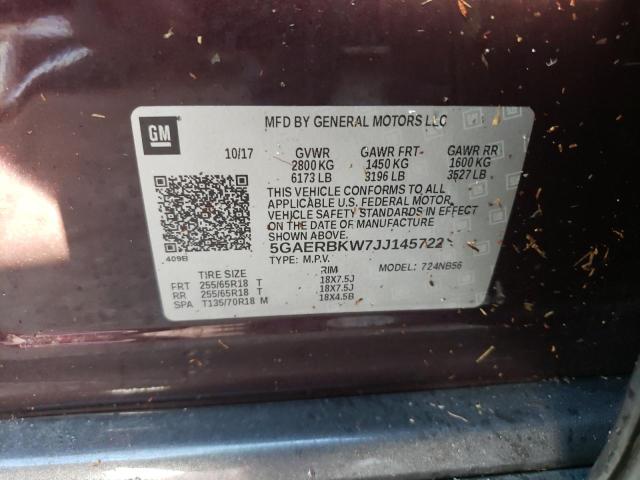 GM
MFD BY GENERAL MOTORS LLC
10/17 GVWR GAWR FRT GAWR RR
2800 KG 1450 KG 1600 KG
6173 LB 3196 LB 3527 LB
THIS VEHICLE CONFORMS TO ALL
APPLICABLE U.S. FEDERAL MOTOR
VEHICLE SAFETY STANDARDS IN EFFECT
ON THE DATE OF MANUFACTURE
SHOWN ABOVE.
5GAERBKW7JJ145722
409B
TYPE: M.P.V. MODEL: 724NB56
TIRE SIZE RIM
FRT 255/65R18 T 18X7.5J
RR 255/65R18 T 18X7.5J
SPA T135/70R18 M 18X4.5B